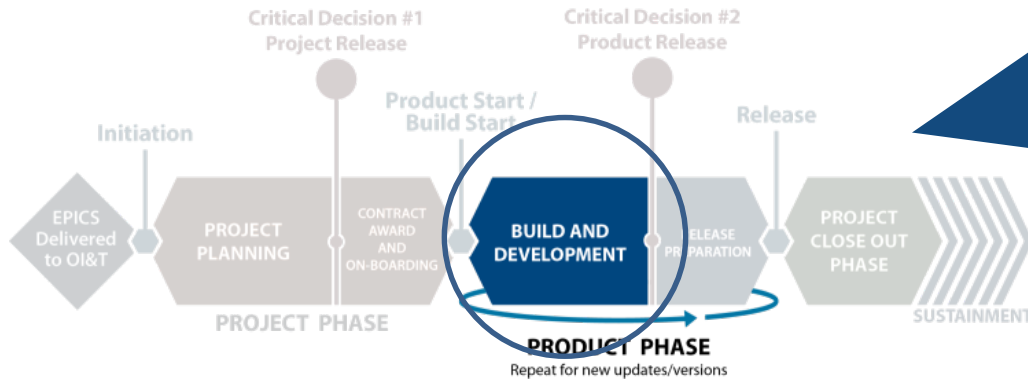 Critical Decision #1
Project Release
Critical Decision #2
Product Release
Initiation
Product Start /
Build Start
Release
EPICS
Delivered
to OI&T
PROJECT
PLANNING
CONTRACT
AWARD
AND
ON-BOARDING
BUILD AND
DEVELOPMENT
RELEASE
PREPARATION
PROJECT
CLOSE OUT
PHASE
SUSTAINMENT
PROJECT PHASE
PRODUCT PHASE
Repeat for new updates/versions